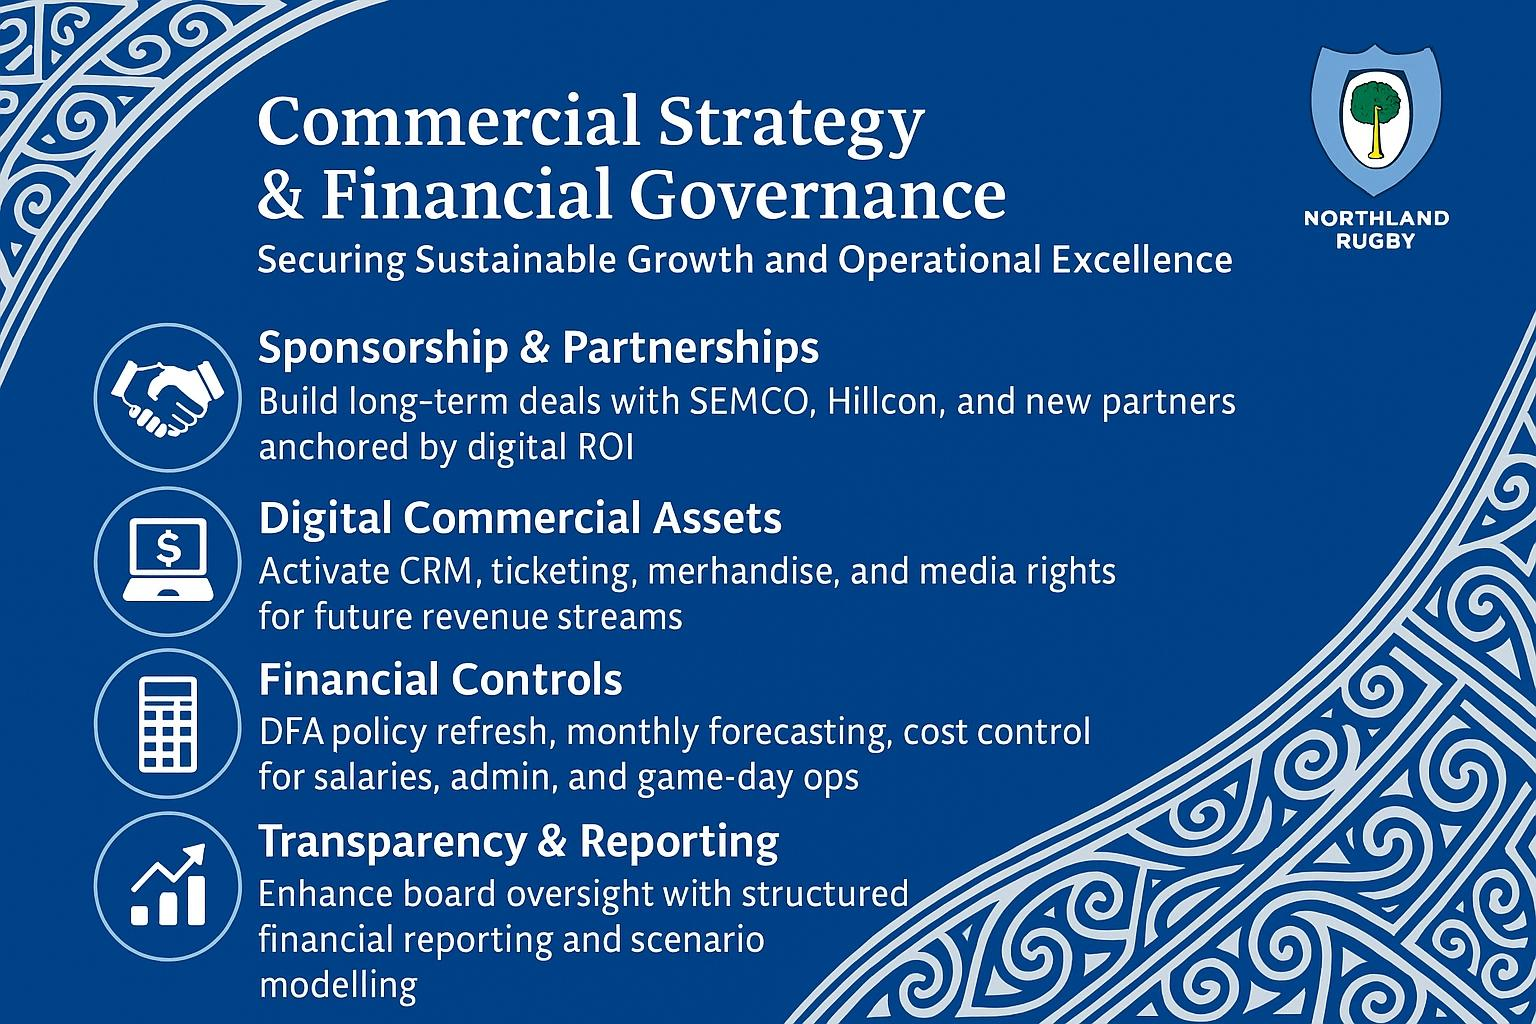 Commercial Strategy
& Financial Governance
Securing Sustainable Growth and Operational Excellence
NORTHLAND
RUGBY
Sponsorship & Partnerships
Build long-term deals with SEMCO, Hillcon, and new partners
anchored by digital ROI
Digital Commercial Assets
Activate CRM, ticketing, merhandise, and media rights
for future revenue streams
Financial Controls
DFA policy refresh, monthly forecasting, cost control
for salaries, admin, and game-day ops
Transparency & Reporting
Enhance board oversight with structured
financial reporting and scenario
modelling